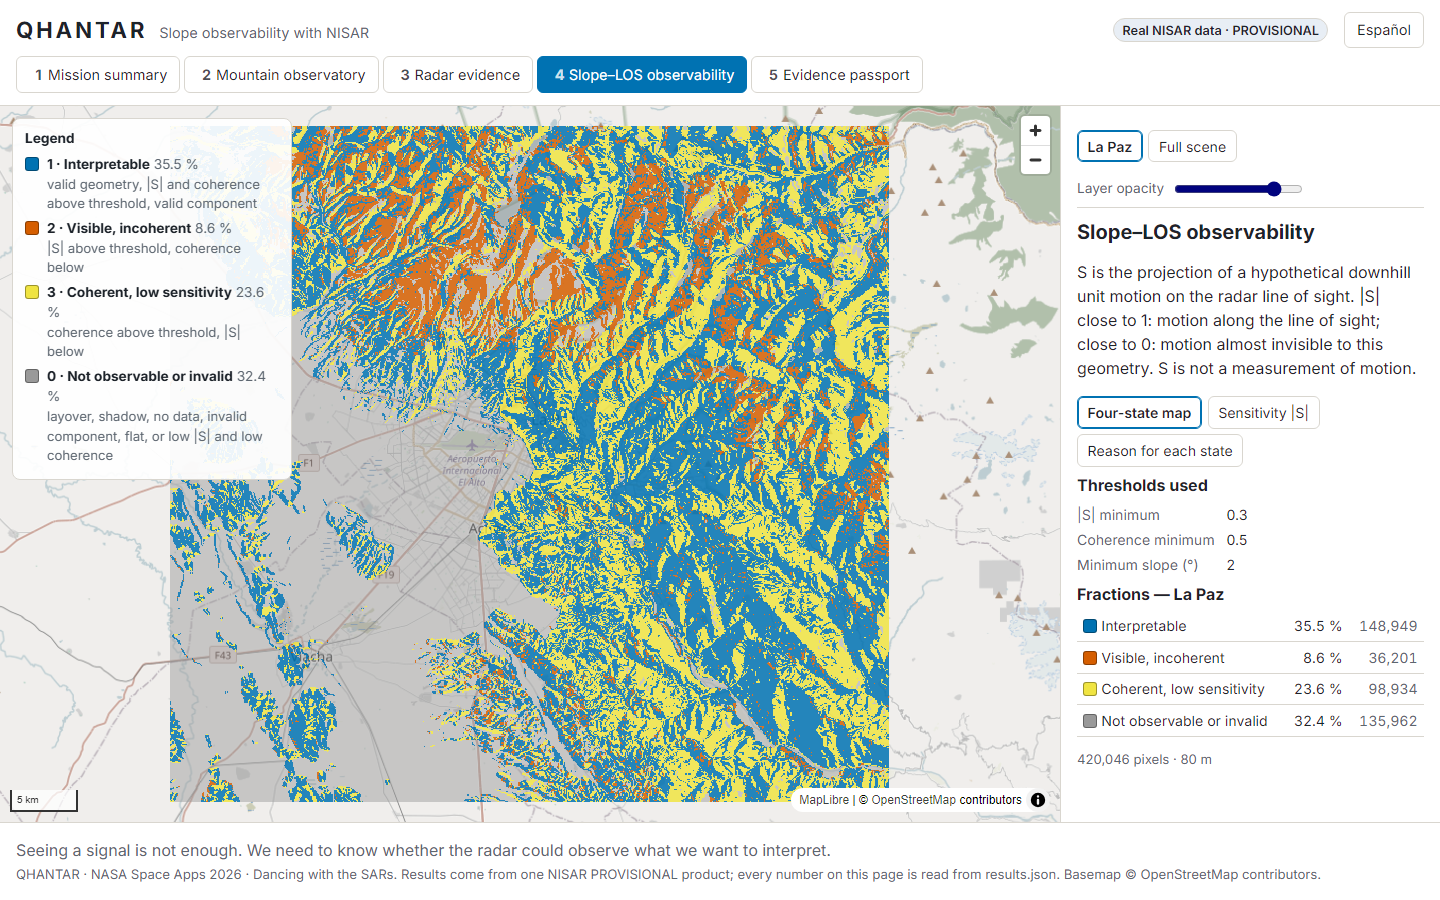 QHANTAR Slope observability with NISAR
Real NISAR data · PROVISIONAL
Español
1 Mission summary
2 Mountain observatory
3 Radar evidence
4 Slope–LOS observability
5 Evidence passport
Legend
1 · Interpretable 35.5 %
valid geometry, |S| and coherence
above threshold, valid component
2 · Visible, incoherent 8.6 %
|S| above threshold, coherence
below
3 · Coherent, low sensitivity 23.6
%
coherence above threshold, |S|
below
0 · Not observable or invalid 32.4
%
layover, shadow, no data, invalid
component, flat, or low |S| and low
coherence
F1
Aeropuerto
Internacional
El Alto
F19
F43
5 km
MapLibre | © OpenStreetMap contributors
La Paz
Full scene
Layer opacity
Slope–LOS observability
S is the projection of a hypothetical downhill
unit motion on the radar line of sight. |S|
close to 1: motion along the line of sight;
close to 0: motion almost invisible to this
geometry. S is not a measurement of motion.
Four-state map
Sensitivity |S|
Reason for each state
Thresholds used
|S| minimum 0.3
Coherence minimum 0.5
Minimum slope (°) 2
Fractions — La Paz
Interpretable 35.5 % 148,949
Visible, incoherent 8.6 % 36,201
Coherent, low sensitivity 23.6 % 98,934
Not observable or invalid 32.4 % 135,962
420,046 pixels · 80 m
Seeing a signal is not enough. We need to know whether the radar could observe what we want to interpret.
QHANTAR · NASA Space Apps 2026 · Dancing with the SARs. Results come from one NISAR PROVISIONAL product; every number on this page is read from results.json. Basemap © OpenStreetMap contributors.